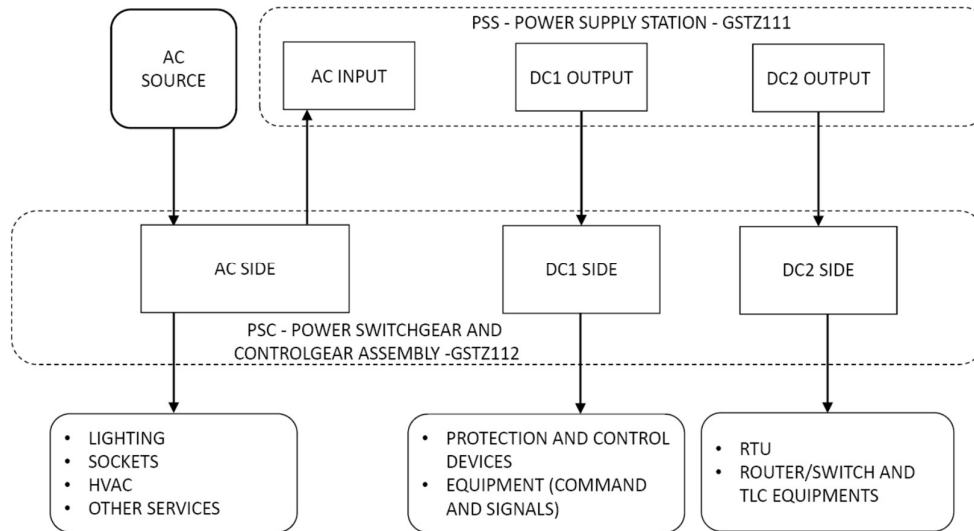 PSS - POWER SUPPLY STATION - GSTZ111
AC
SOURCE
AC INPUT
DC1 OUTPUT
DC2 OUTPUT
AC SIDE
DC1 SIDE
DC2 SIDE
PSC - POWER SWITCHGEAR AND
CONTROLGEAR ASSEMBLY -GSTZ112
• LIGHTING
• SOCKETS
• HVAC
• OTHER SERVICES
• PROTECTION AND CONTROL
DEVICES
• EQUIPMENT (COMMAND
AND SIGNALS)
• RTU
• ROUTER/SWITCH AND
TLC EQUIPMENTS